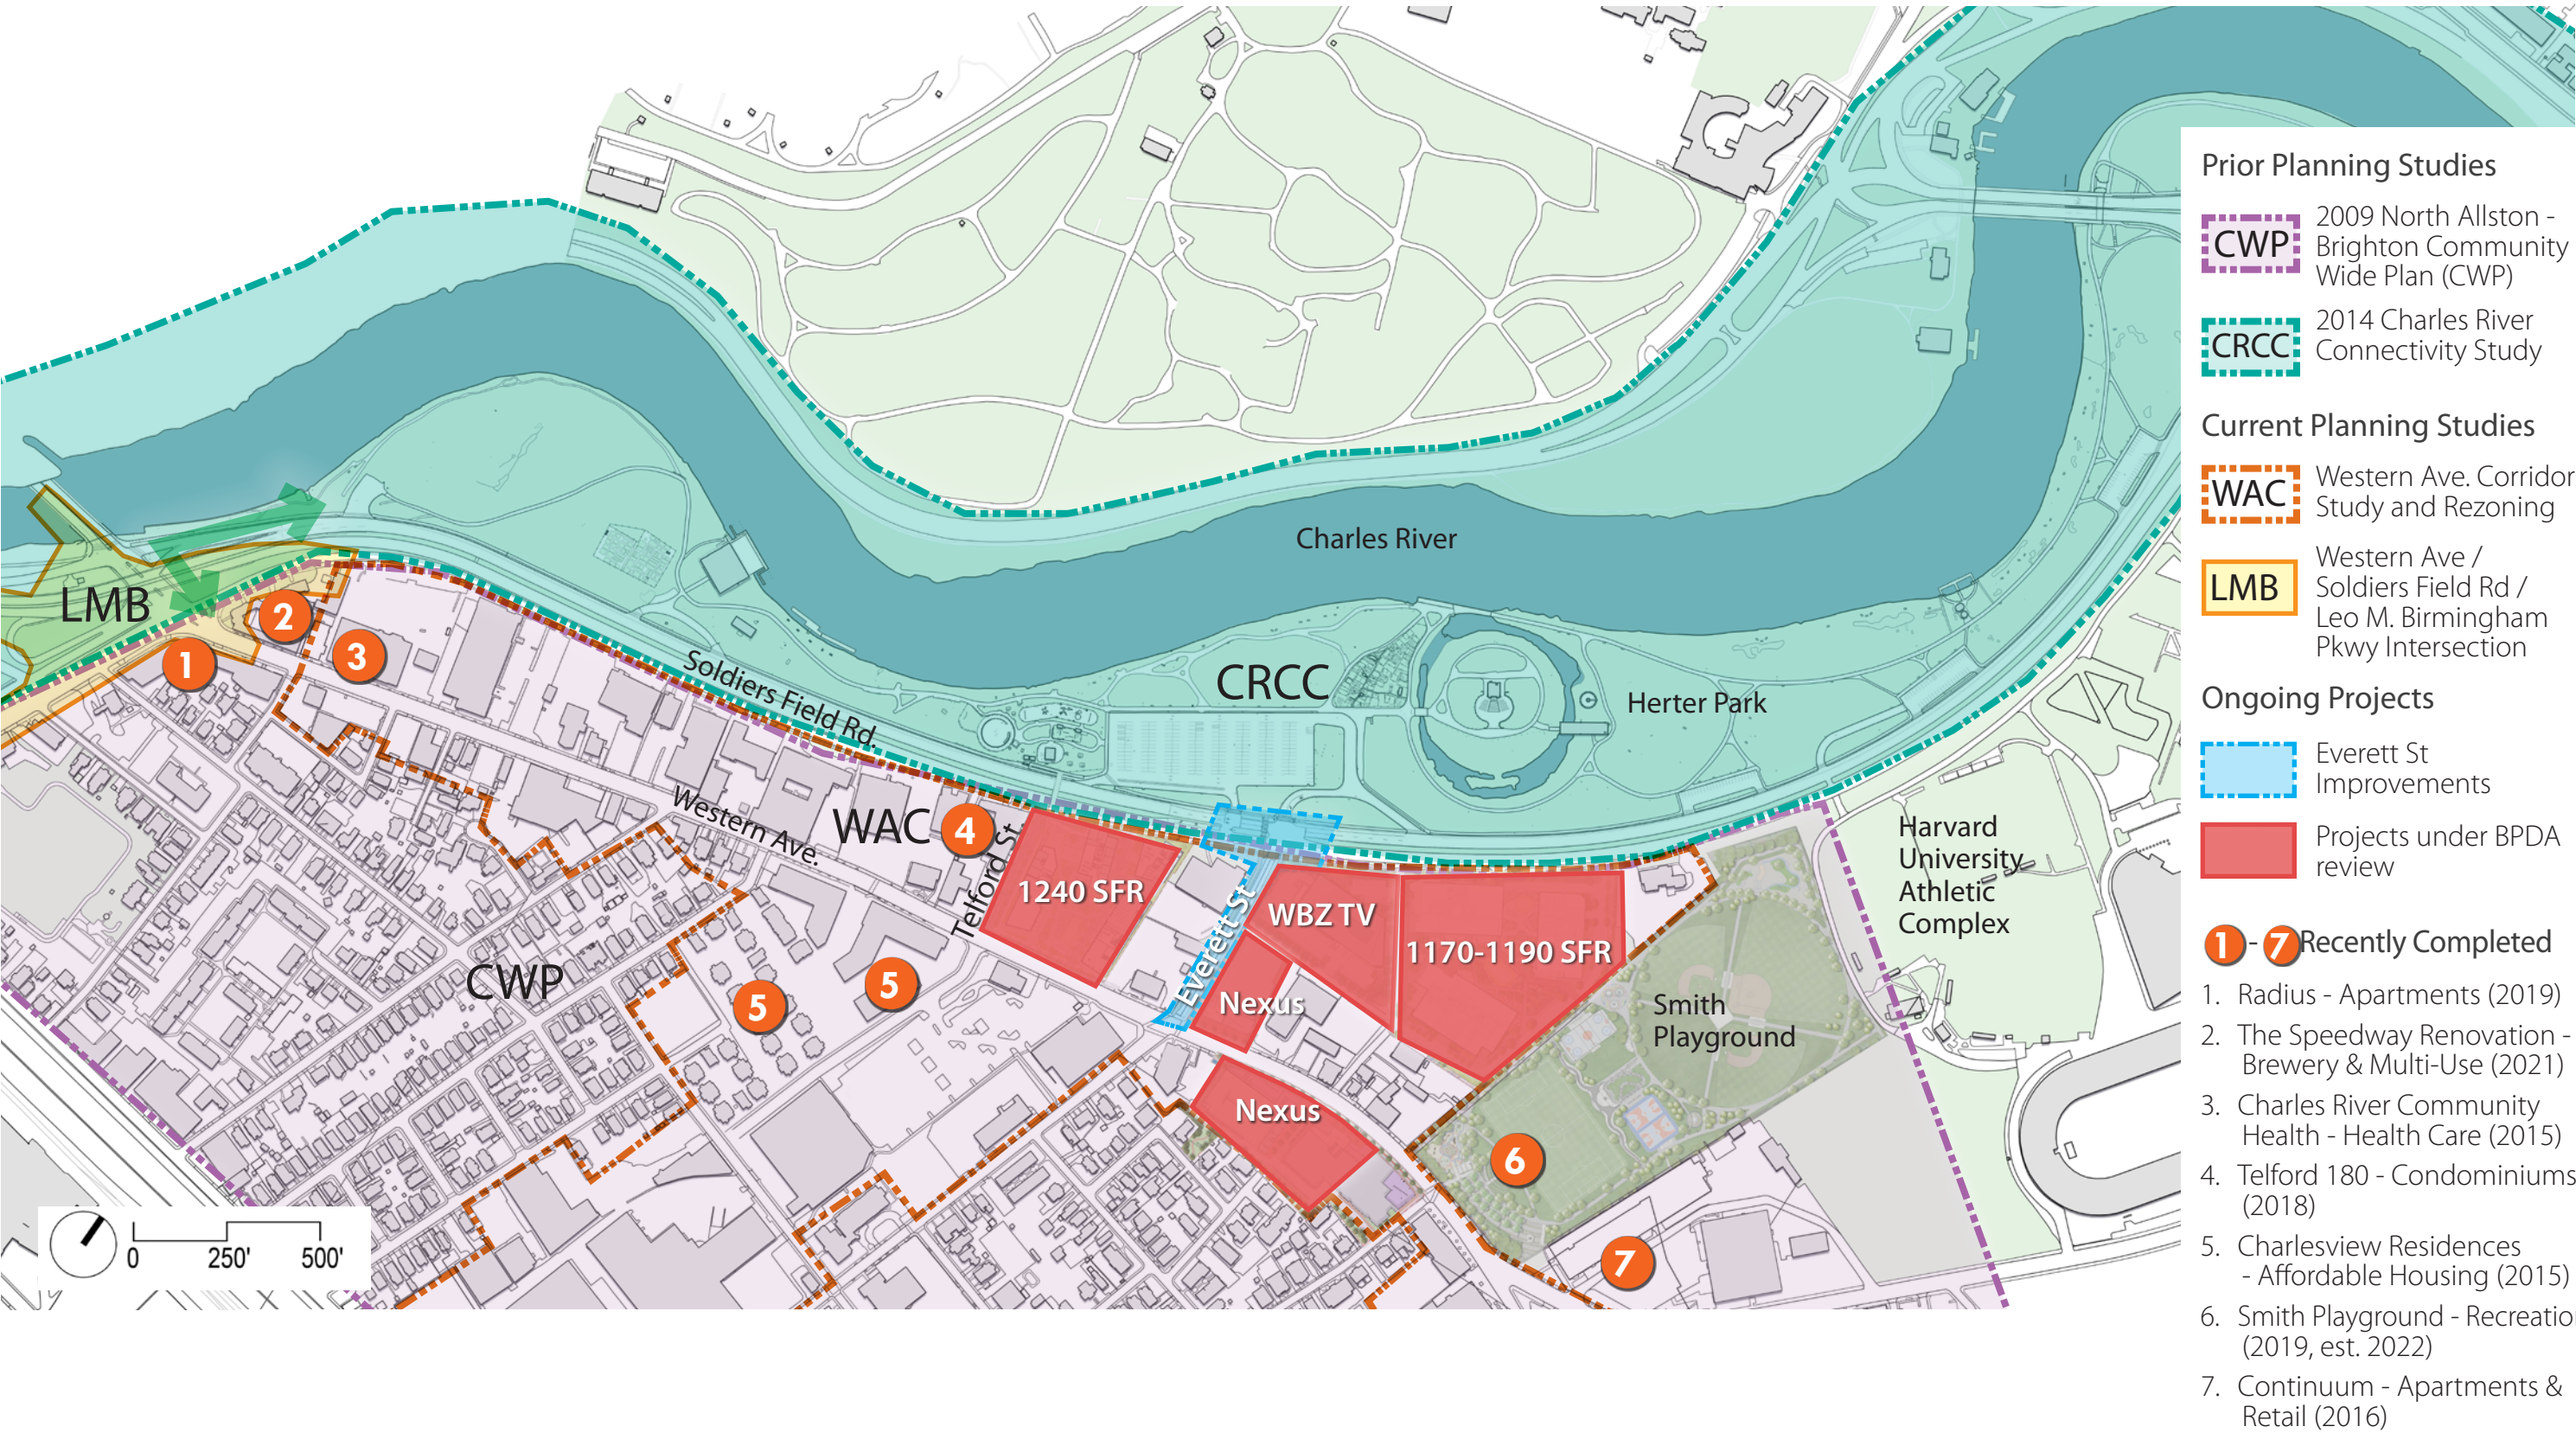 Charles River
CRCC
Herter Park
Soldiers Field Rd.
LMB
2
1
3
WAC
4
Western Ave.
Telford St
1240 SFR
Everett St
WBZ TV
1170-1190 SFR
Nexus
Nexus
CWP
5
5
6
7
Smith
Playground
Harvard
University
Athletic
Complex
0 250' 500'
Prior Planning Studies
CWP
2009 North Allston -
Brighton Community
Wide Plan (CWP)
CRCC
2014 Charles River
Connectivity Study
Current Planning Studies
WAC
Western Ave. Corridor
Study and Rezoning
LMB
Western Ave /
Soldiers Field Rd /
Leo M. Birmingham
Pkwy Intersection
Ongoing Projects
Everett St
Improvements
Projects under BPDA
review
1 - 7 Recently Completed
1. Radius - Apartments (2019)
2. The Speedway Renovation -
Brewery & Multi-Use (2021)
3. Charles River Community
Health - Health Care (2015)
4. Telford 180 - Condominiums
(2018)
5. Charlesview Residences
- Affordable Housing (2015)
6. Smith Playground - Recreatio
(2019, est. 2022)
7. Continuum - Apartments &
Retail (2016)